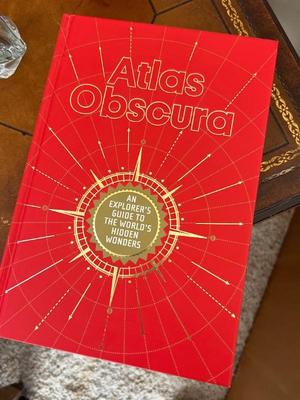 Atlas
Obscura
AN
EXPLORER'S
GUIDE TO
THE WORLD'S
HIDDEN
WONDERS